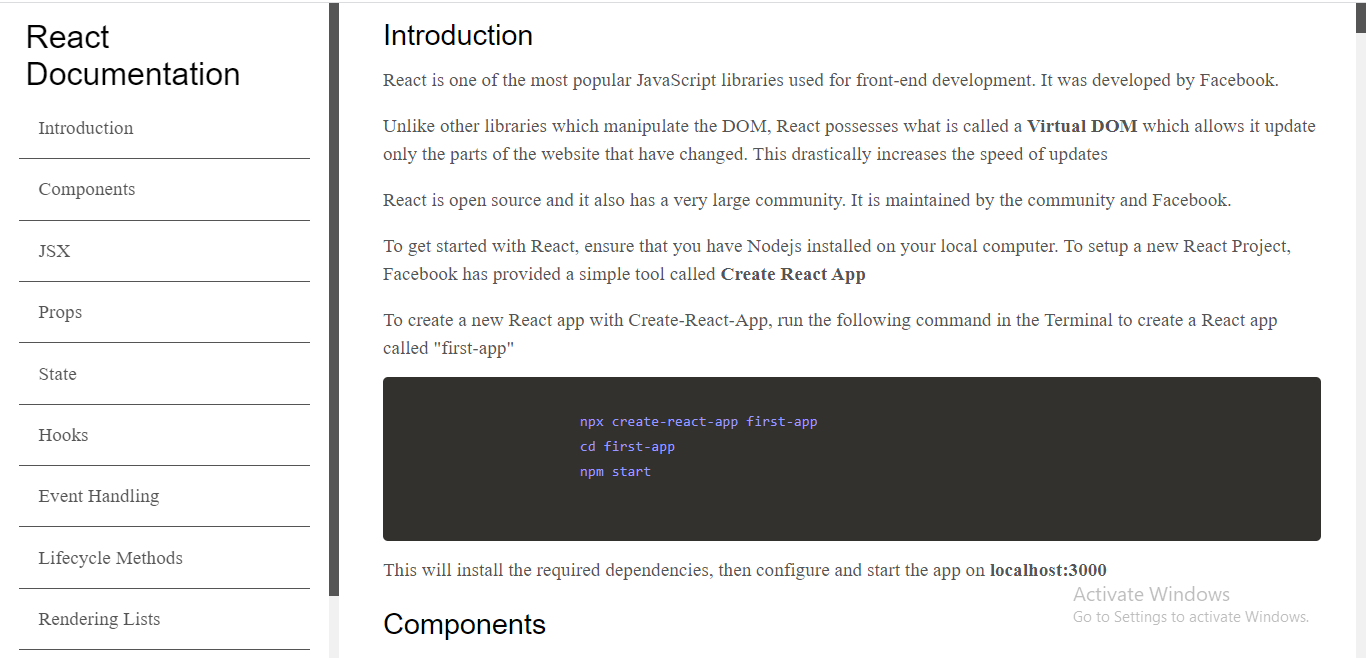 React
Documentation
Introduction
Components
JSX
Props
State
Hooks
Event Handling
Lifecycle Methods
Rendering Lists
Introduction
React is one of the most popular JavaScript libraries used for front-end development. It was developed by Facebook.
Unlike other libraries which manipulate the DOM, React possesses what is called a Virtual DOM which allows it update
only the parts of the website that have changed. This drastically increases the speed of updates
React is open source and it also has a very large community. It is maintained by the community and Facebook.
To get started with React, ensure that you have Nodejs installed on your local computer. To setup a new React Project,
Facebook has provided a simple tool called Create React App
To create a new React app with Create-React-App, run the following command in the Terminal to create a React app
called "first-app"
npx create-react-app first-app
cd first-app
npm start
This will install the required dependencies, then configure and start the app on localhost:3000
Activate Windows
Go to Settings to activate Windows.
Components